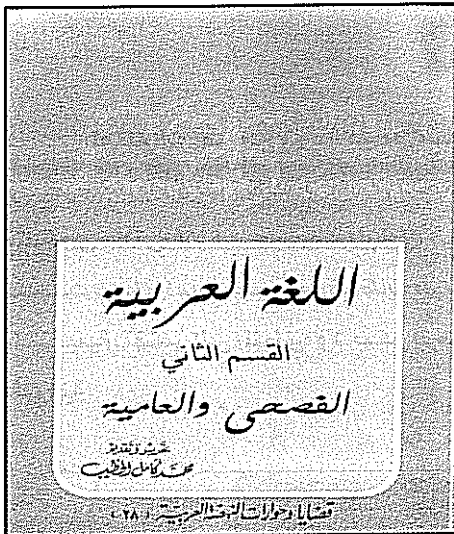 اللغة العربية
القسم الثاني
الفصحى والعامية
تحرير وتقديم
محمد كامل الخطيب
قضايا وحوارات النهضة العربية (٢٨)